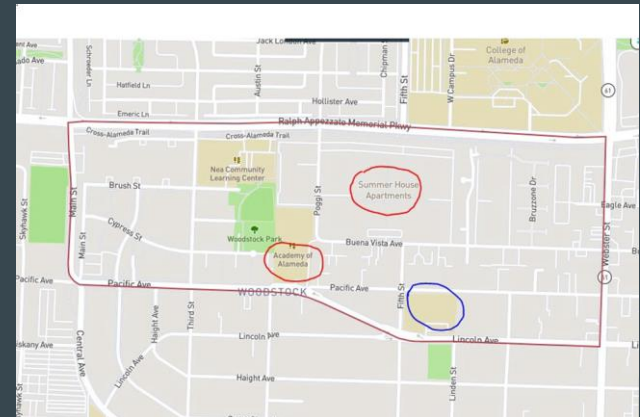 Jack London Ave
College of
Alameda
Schroeder Ln
Hatfield Ln
Austin St
Chipman St
Fifth St
W Campus Dr
61
Hollister Ave
Emeric Ln
Ralph Appezzato Memorial Pkwy
Cross-Alameda Trail
Cross-Alameda Trail
Nea Community
Learning Center
Summer House
Apartments
Brush St
Main St
Skyhawk St
Poggi St
Bruzzone Dr
Eagle Ave
Cypress St
Woodstock Park
Buena Vista Ave
Main St
Academy of
Alameda
Webster St
61
Pacific Ave
Pacific Ave
WOODSTOCK
Pacific Ave
Fifth St
Third St
Haight Ave
Lincoln Ave
Lincoln Ave
Central Ave
Lincoln Ave
Haight Ave
Linden St